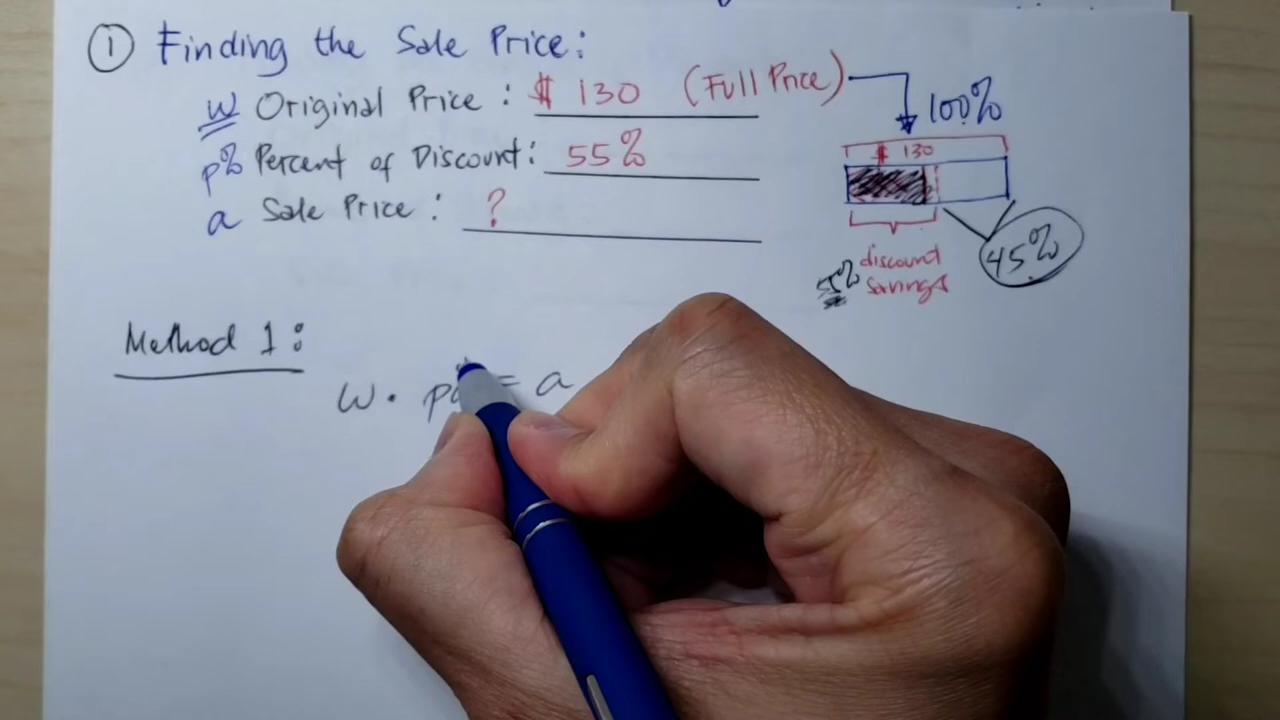 ① Finding the Sale Price:
w Original Price: $ 130 (Full Price)
100%
p% Percent of Discount: 55%
$ 130
a Sale Price: ?
45%
55% discount
savings
Method 1:
w · p = a